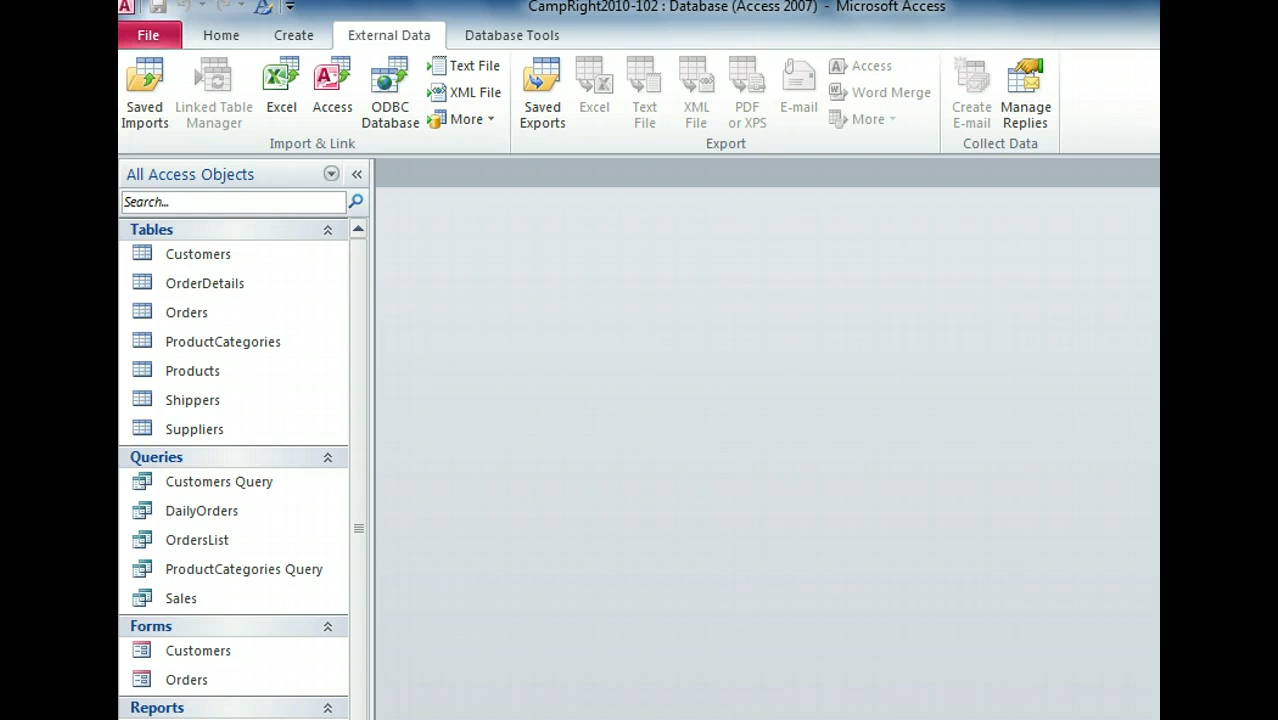 CampRight2010-102 : Database (Access 2007) - Microsoft Access
File Home Create External Data Database Tools
Saved Imports
Linked Table Manager
Excel
Access
ODBC Database
Text File
XML File
More
Import & Link
Saved Exports
Excel
Text File
XML File
PDF or XPS
E-mail
Access
Word Merge
More
Export
Create E-mail
Manage Replies
Collect Data
All Access Objects
Search...
Tables
Customers
OrderDetails
Orders
ProductCategories
Products
Shippers
Suppliers
Queries
Customers Query
DailyOrders
OrdersList
ProductCategories Query
Sales
Forms
Customers
Orders
Reports